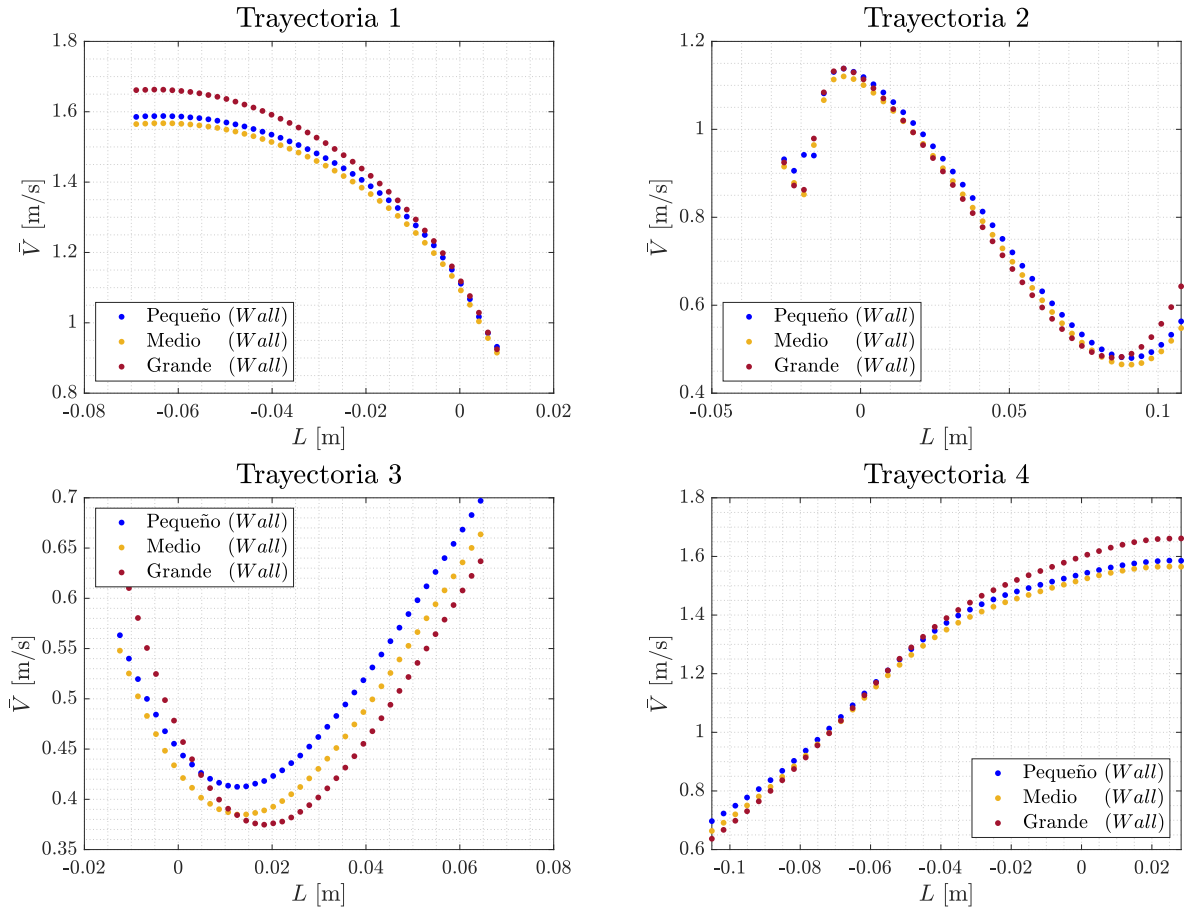 Trayectoria 1
1.8
1.6
1.4
1.2
1
0.8
V̄ [m/s]
Pequeño (Wall)
Medio (Wall)
Grande (Wall)
-0.08 -0.06 -0.04 -0.02 0 0.02
L [m]
Trayectoria 2
1.2
1
0.8
0.6
0.4
V̄ [m/s]
Pequeño (Wall)
Medio (Wall)
Grande (Wall)
-0.05 0 0.05 0.1
L [m]
Trayectoria 3
0.7
0.65
0.6
0.55
0.5
0.45
0.4
0.35
V̄ [m/s]
Pequeño (Wall)
Medio (Wall)
Grande (Wall)
-0.02 0 0.02 0.04 0.06 0.08
L [m]
Trayectoria 4
1.8
1.6
1.4
1.2
1
0.8
0.6
V̄ [m/s]
Pequeño (Wall)
Medio (Wall)
Grande (Wall)
-0.1 -0.08 -0.06 -0.04 -0.02 0 0.02
L [m]